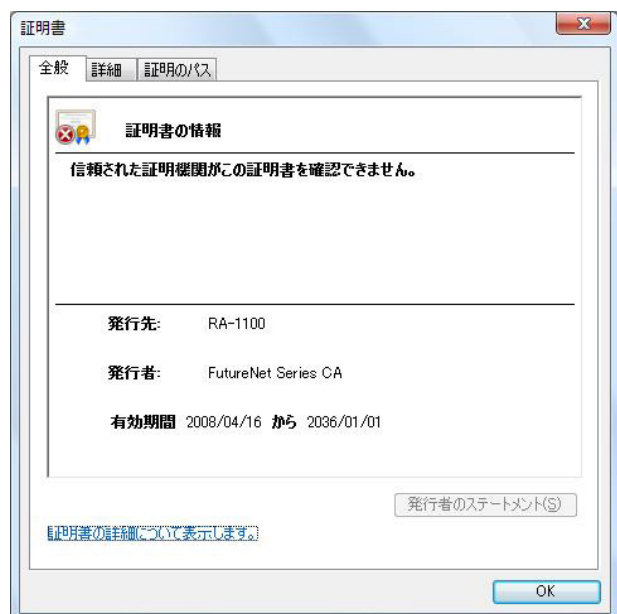 証明書
全般 詳細 証明のパス
証明書の情報
信頼された証明機関がこの証明書を確認できません。
発行先: RA-1100
発行者: FutureNet Series CA
有効期間 2008/04/16 から 2036/01/01
発行者のステートメント(S)
証明書の詳細について表示します。
OK